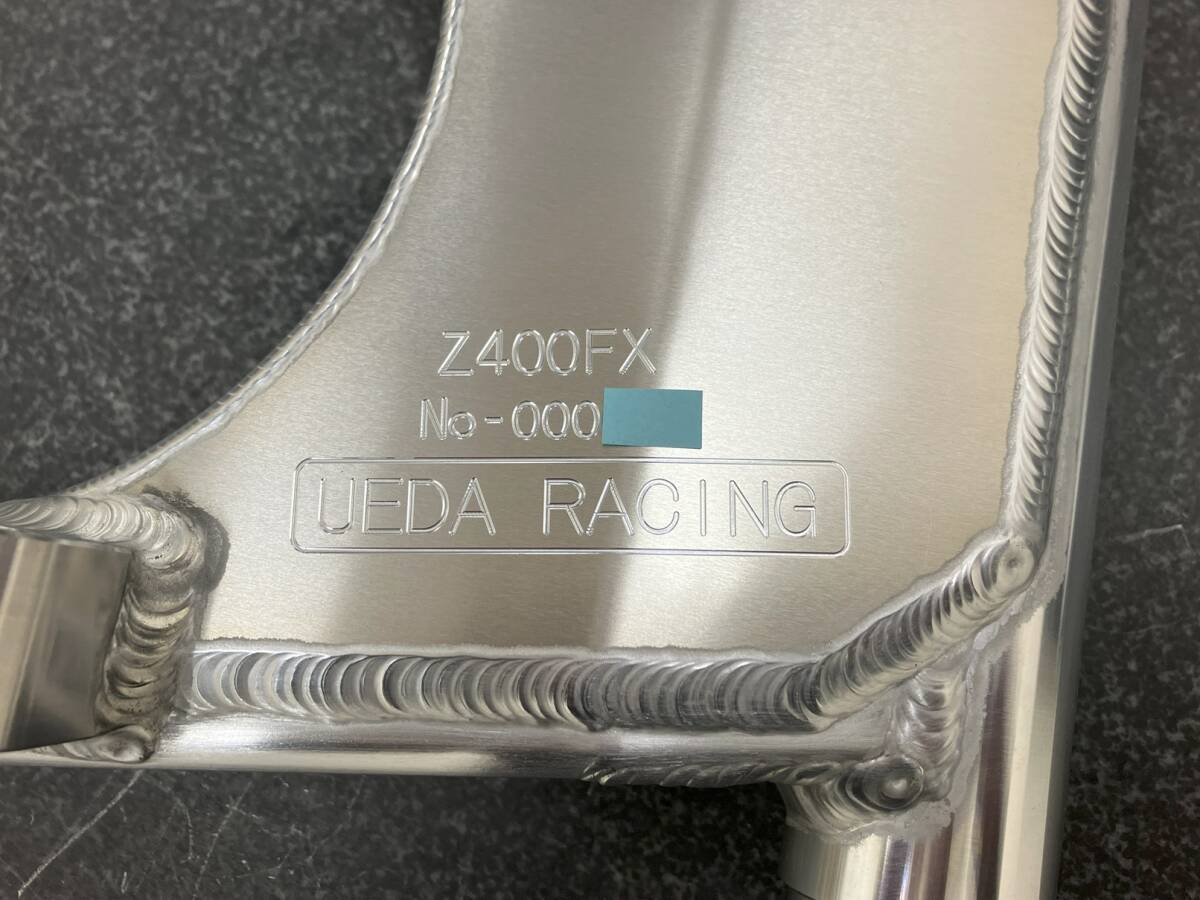 Z400FX
No-000
UEDA RACING